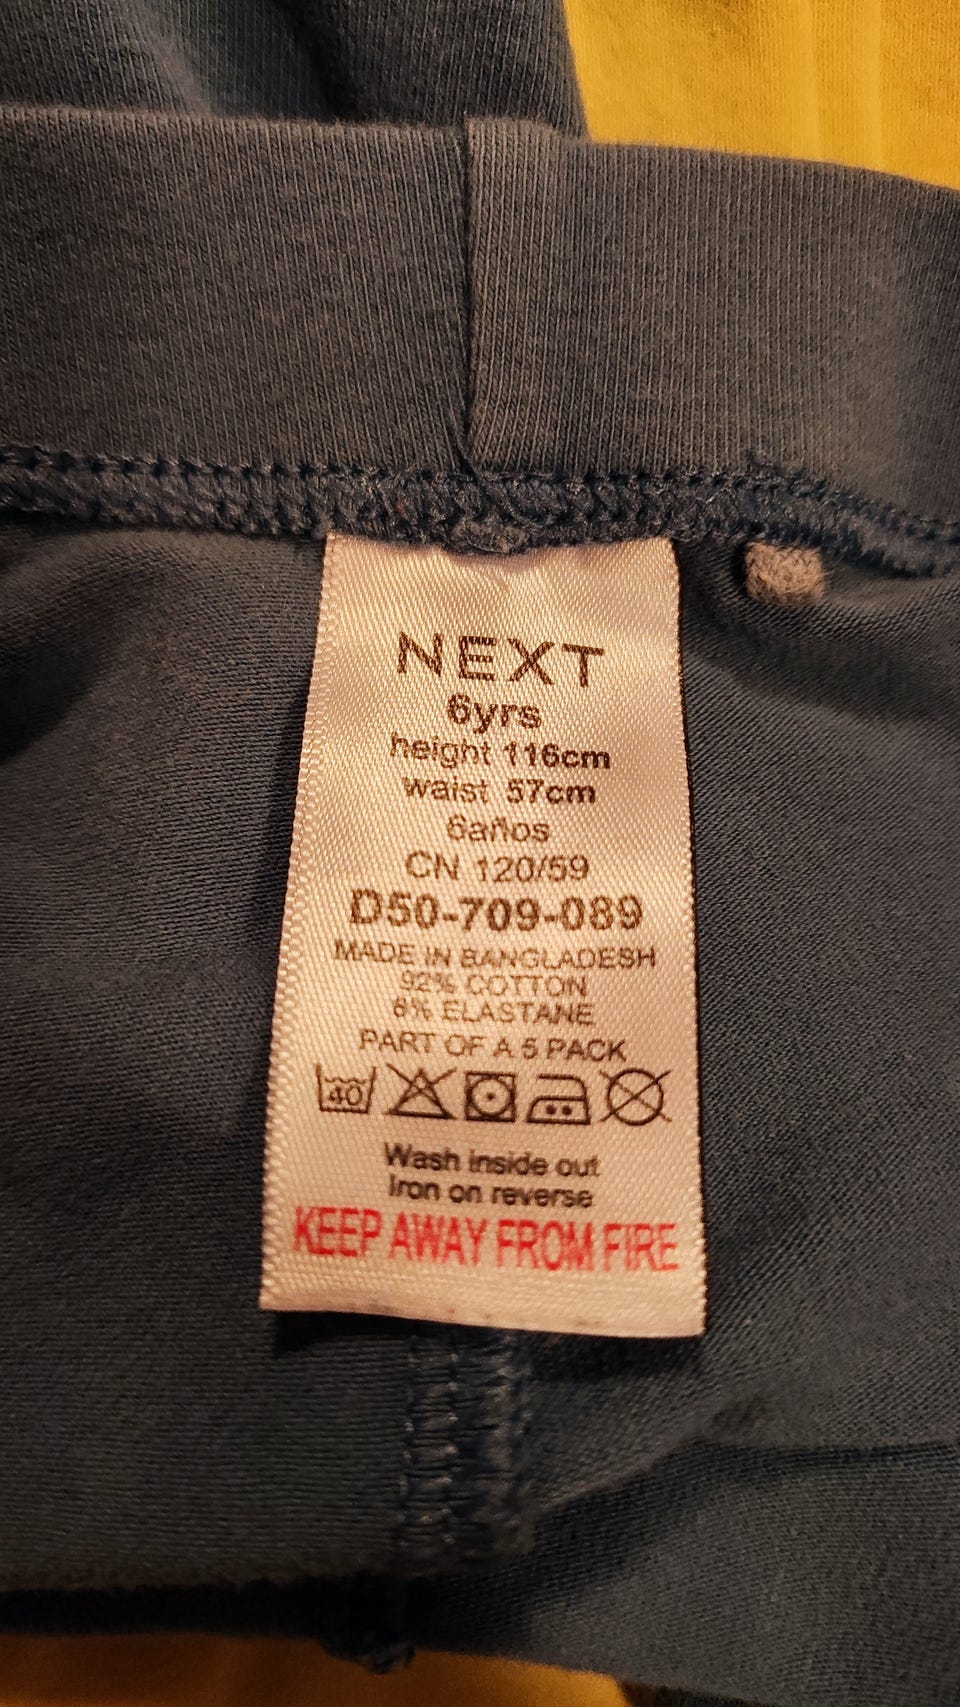 NEXT
6yrs
height 116cm
waist 57cm
6años
CN 120/59
D50-709-089
MADE IN BANGLADESH
92% COTTON
8% ELASTANE
PART OF A 5 PACK
40
Wash inside out
Iron on reverse
KEEP AWAY FROM FIRE